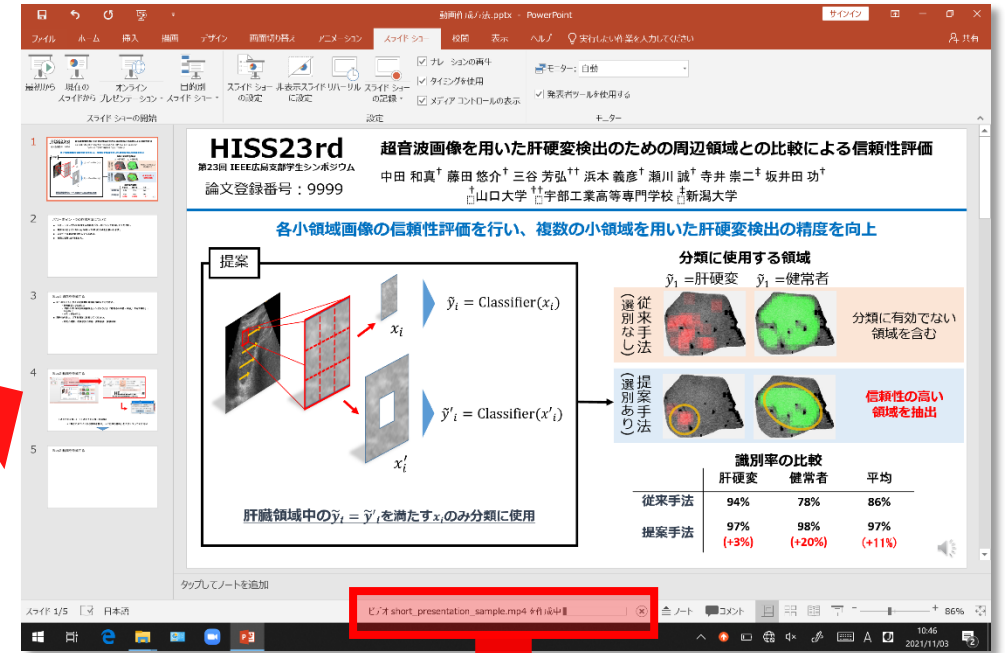 動画作成方法.pptx - PowerPoint
サインイン
ファイル ホーム 挿入 描画 デザイン 画面切り替え アニメーション スライド ショー 校閲 表示 ヘルプ 実行したい作業を入力してください 共有
最初から 現在の スライドから オンライン プレゼンテーション 目的別 スライド ショー スライド ショー の設定 非表示スライド に設定 リハーサル スライド ショー の記録
ナレーションの再生
タイミングを使用
メディア コントロールの表示
モニター: 自動
発表者ツールを使用する
スライド ショーの開始 設定 モニター
1
2
3
4
5
HISS23rd
第23回 IEEE広島支部学生シンポジウム
論文登録番号：9999
超音波画像を用いた肝硬変検出のための周辺領域との比較による信頼性評価
中田 和真† 藤田 悠介† 三谷 芳弘†† 浜本 義彦† 瀬川 誠† 寺井 崇二‡ 坂井田 功†
†山口大学 ††宇部工業高等専門学校 ‡新潟大学
各小領域画像の信頼性評価を行い、複数の小領域を用いた肝硬変検出の精度を向上
提案
x_i
ỹ_i = Classifier(x_i)
x'_i
ỹ'_i = Classifier(x'_i)
肝臓領域中のỹ_i = ỹ'_iを満たすx_iのみ分類に使用
分類に使用する領域
ỹ_1 =肝硬変 ỹ_1 =健常者
従来手法
（選別なし）
分類に有効でない
領域を含む
提案手法
（選別あり）
信頼性の高い
領域を抽出
識別率の比較
肝硬変 健常者 平均
従来手法 94% 78% 86%
提案手法 97% 98% 97%
(+3%) (+20%) (+11%)
タップしてノートを追加
スライド 1/5 日本語 ビデオ short_presentation_sample.mp4 を作成中 ノート コメント 86%
A
10:46
2021/11/03
2